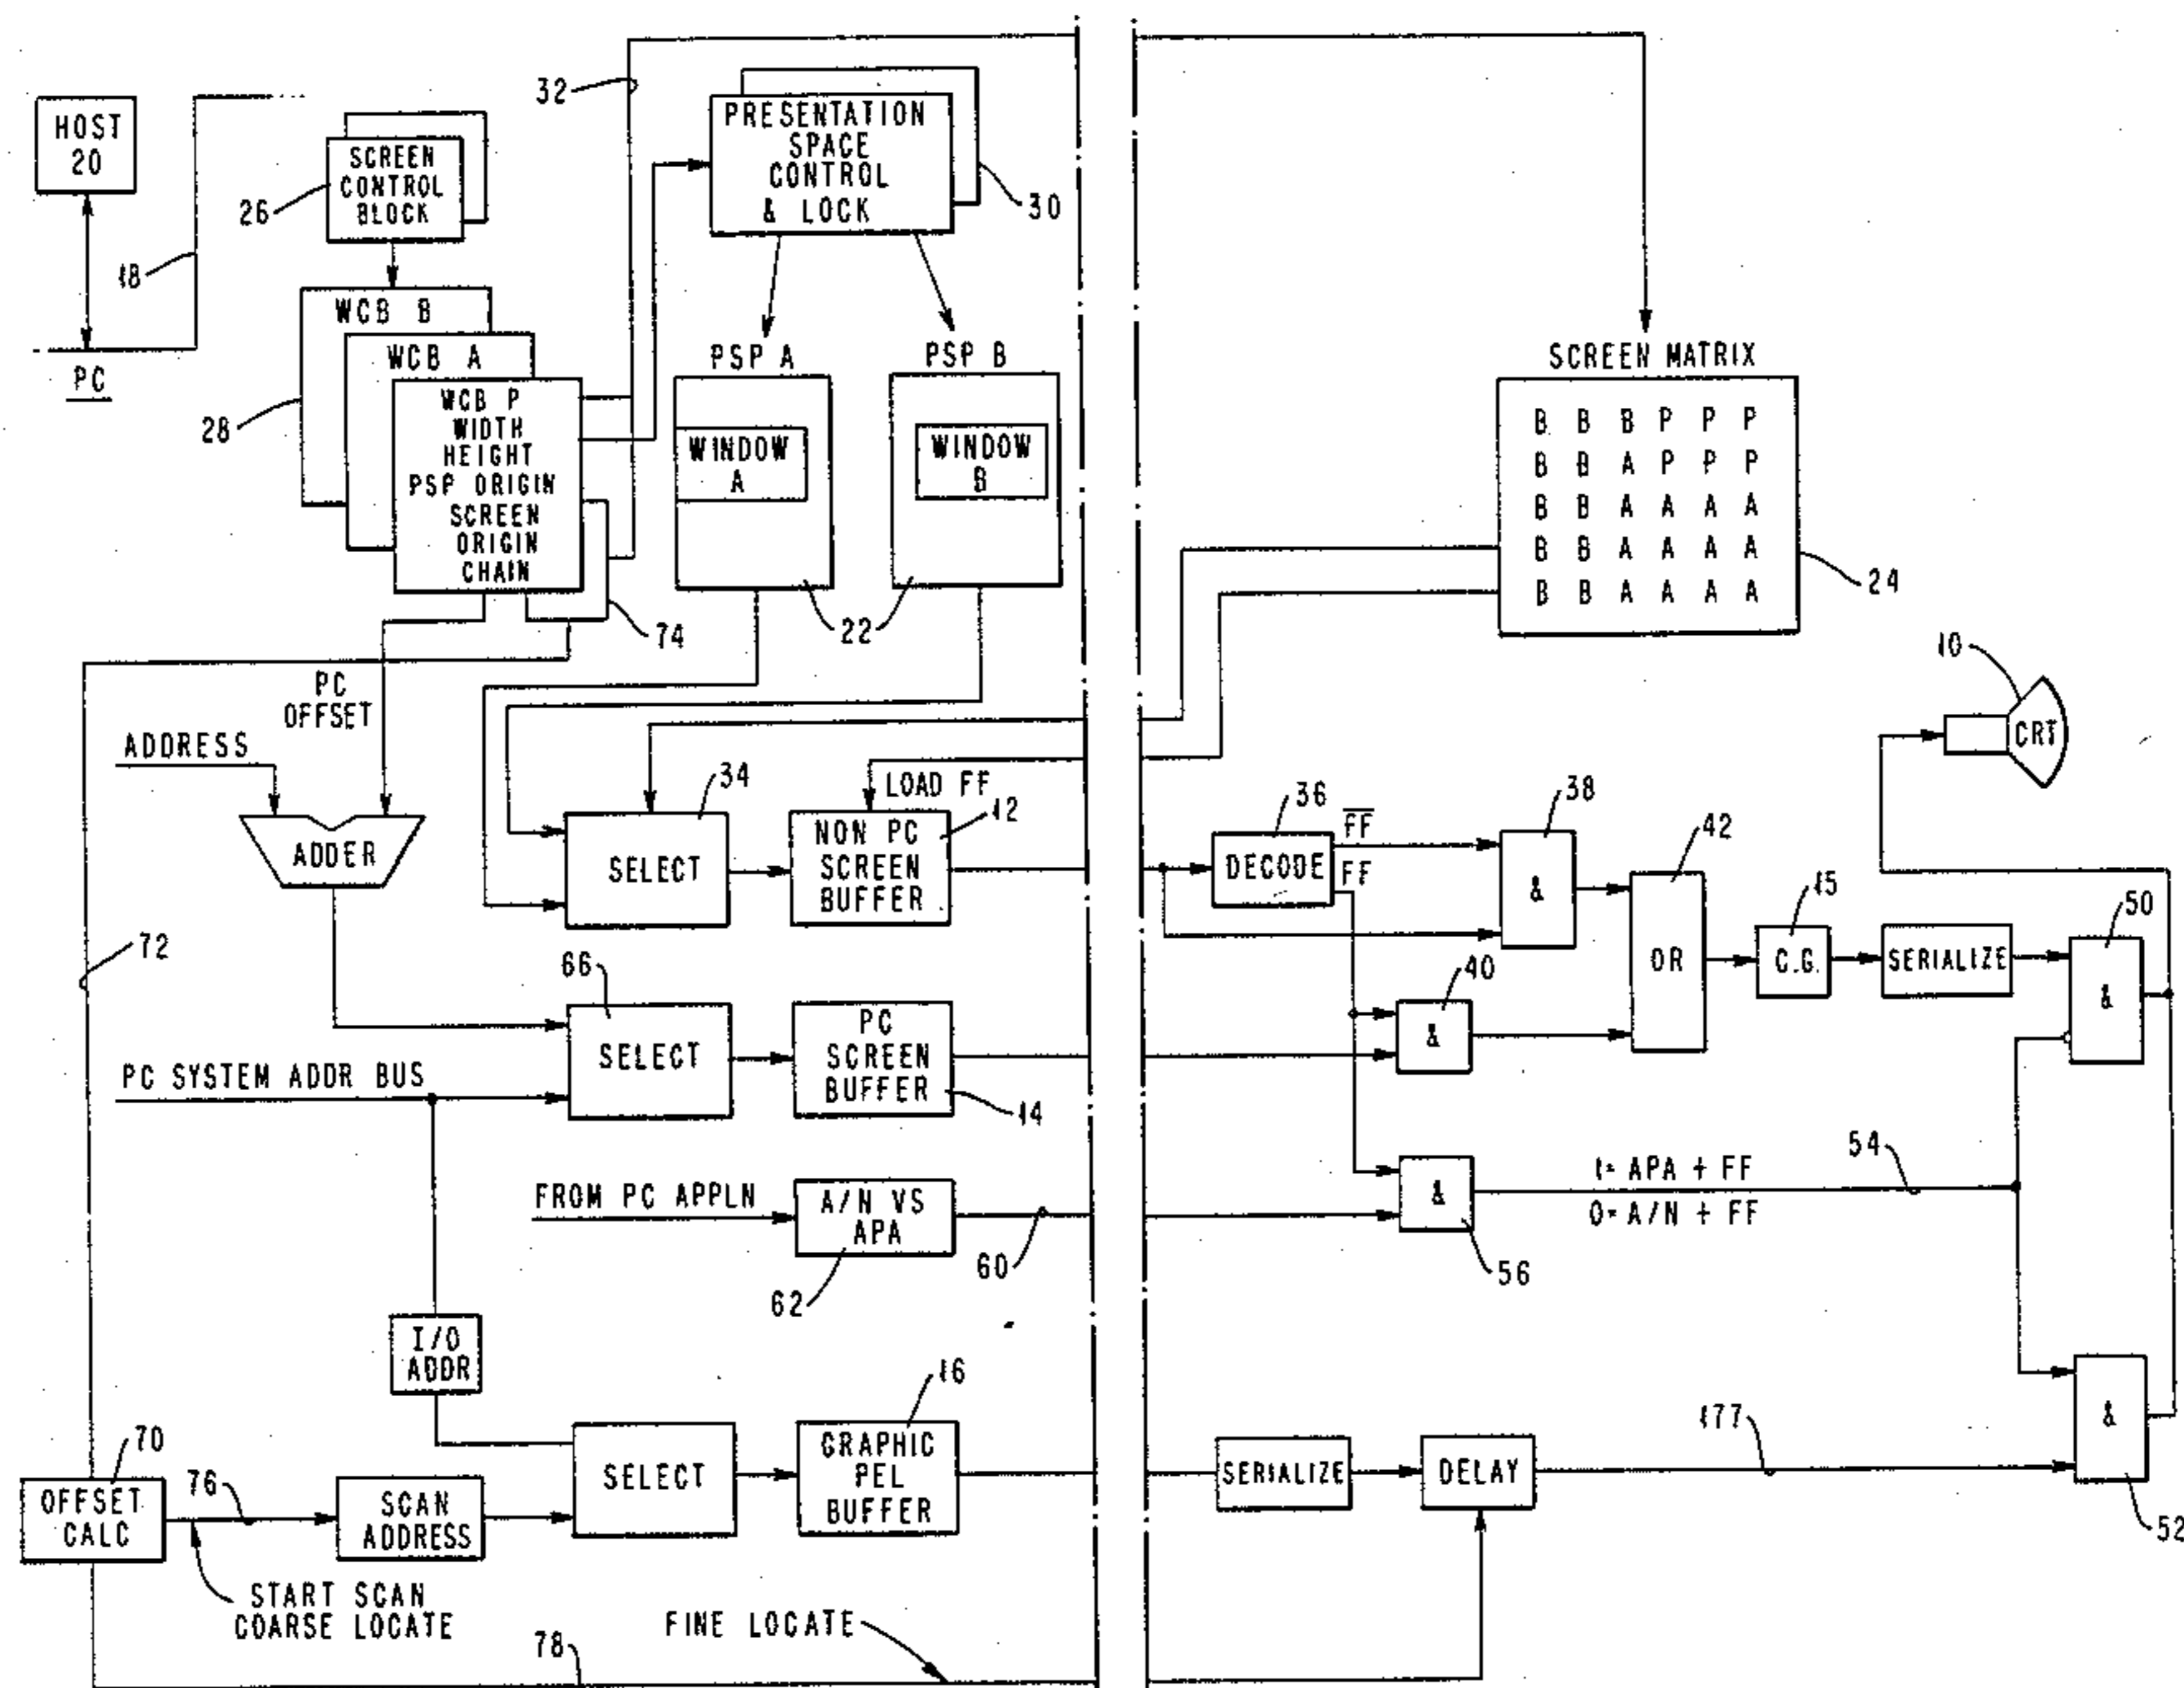 HOST
20
18
PC
SCREEN
CONTROL
BLOCK
26
WCB B
WCB A
WCB P
WIDTH
HEIGHT
PSP ORIGIN
SCREEN
ORIGIN
CHAIN
28
74
32
PRESENTATION
SPACE
CONTROL
& LOCK
30
PSP A
PSP B
WINDOW
A
WINDOW
B
22
SCREEN MATRIX
B B B P P P
B B A P P P
B B A A A A
B B A A A A
B B A A A A
24
10
CRT
PC
OFFSET
ADDRESS
ADDER
34
SELECT
LOAD FF
12
NON PC
SCREEN
BUFFER
36
DECODE
FF
FF
38
&
42
OR
15
C.G.
SERIALIZE
50
&
72
66
SELECT
PC
SCREEN
BUFFER
14
40
&
PC SYSTEM ADDR BUS
FROM PC APPLN
A/N VS
APA
62
60
&
56
54
1= APA + FF
0= A/N + FF
I/O
ADDR
70
OFFSET
CALC
76
SCAN
ADDRESS
START SCAN
COARSE LOCATE
SELECT
16
GRAPHIC
PEL
BUFFER
SERIALIZE
DELAY
177
&
52
FINE LOCATE
78